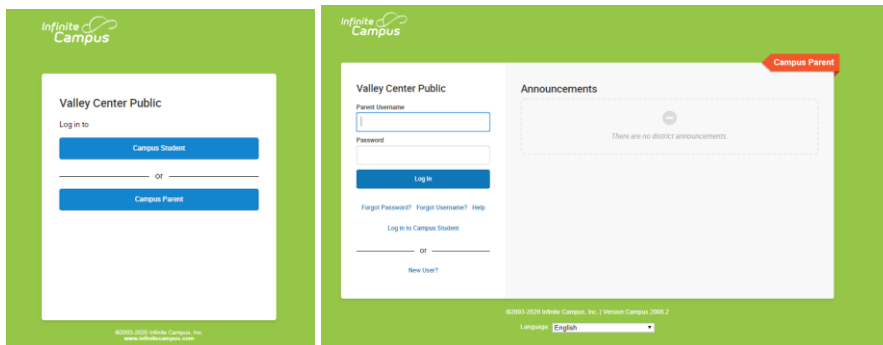 Infinite
Campus
Valley Center Public
Log in to
Campus Student
or
Campus Parent
©2003-2020 Infinite Campus, Inc.
www.infinitecampus.com
Infinite
Campus
Campus Parent
Valley Center Public
Parent Username
Password
Log In
Forgot Password? Forgot Username? Help
Log in to Campus Student
or
New User?
Announcements
There are no district announcements.
©2003-2020 Infinite Campus, Inc. | Version Campus.2008.2
Language: English